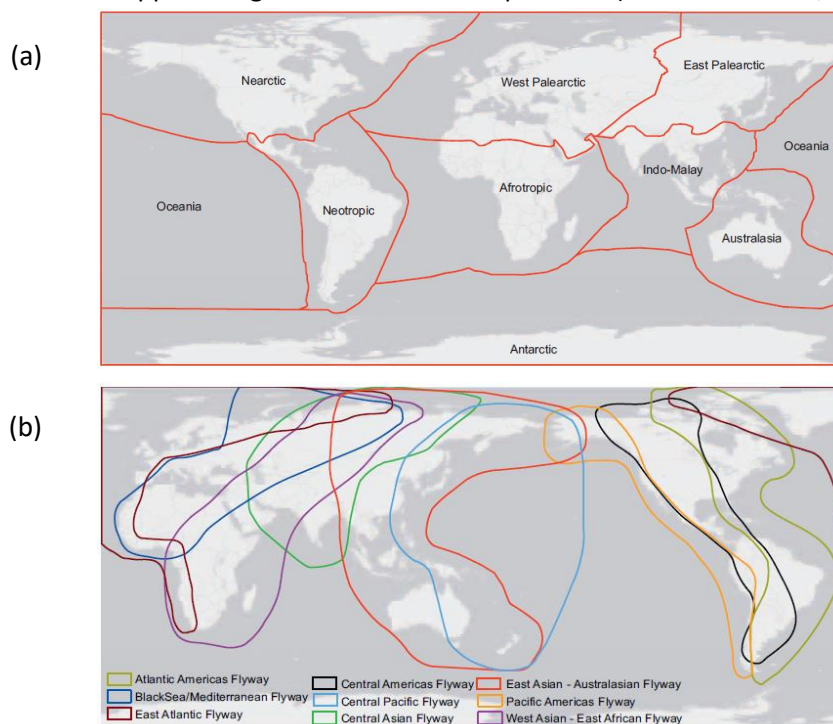 (a)
Nearctic
West Palearctic
East Palearctic
Oceania
Neotropic
Afrotropic
Indo-Malay
Oceania
Australasia
Antarctic
(b)
Atlantic Americas Flyway
BlackSea/Mediterranean Flyway
East Atlantic Flyway
Central Americas Flyway
Central Pacific Flyway
Central Asian Flyway
East Asian - Australasian Flyway
Pacific Americas Flyway
West Asian - East African Flyway